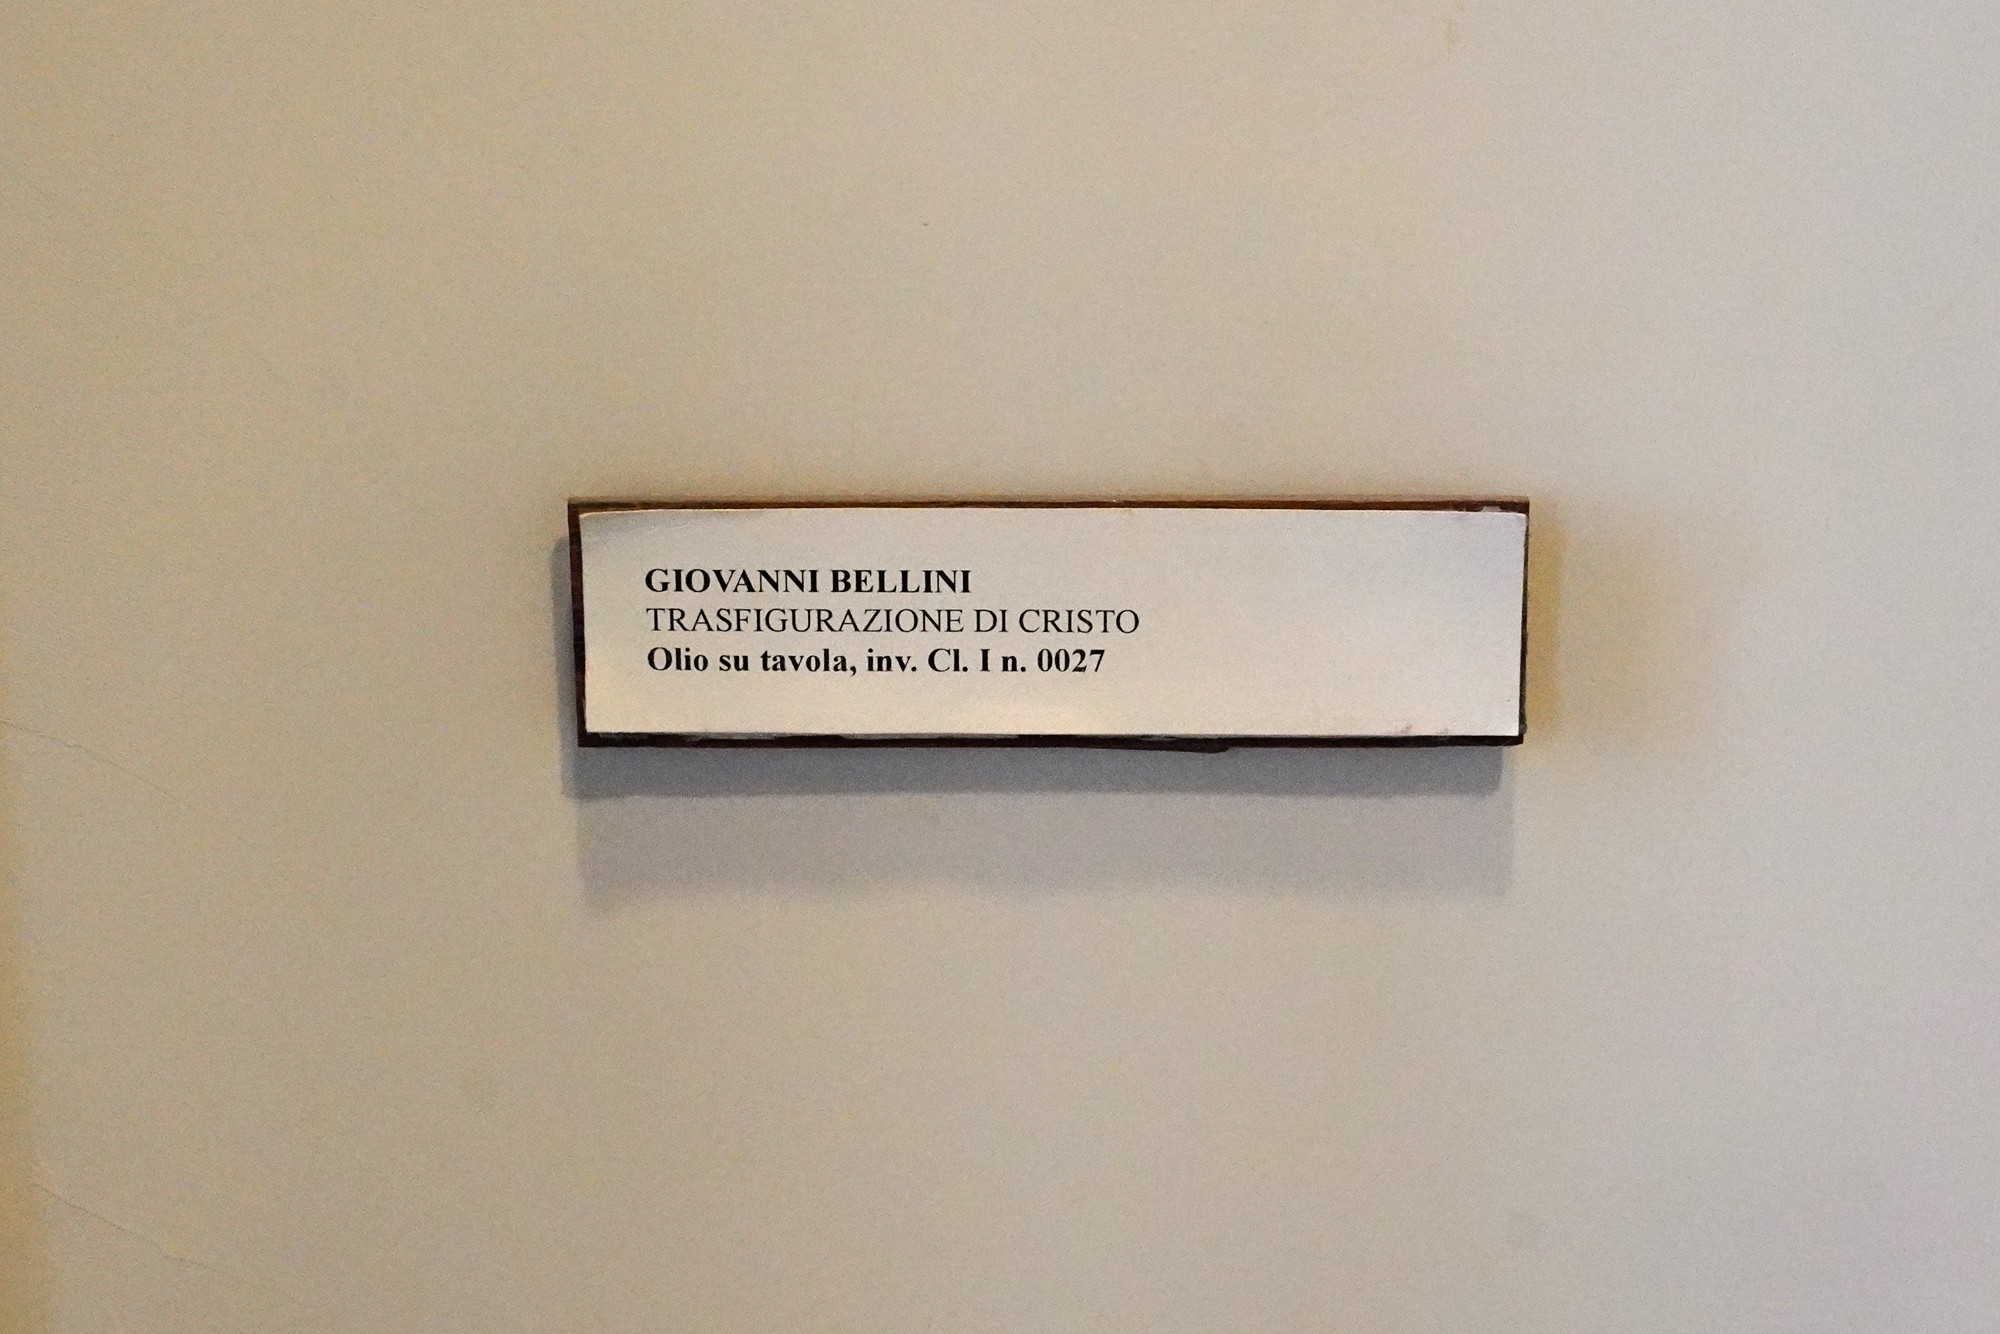 GIOVANNI BELLINI
TRASFIGURAZIONE DI CRISTO
Olio su tavola, inv. Cl. I n. 0027